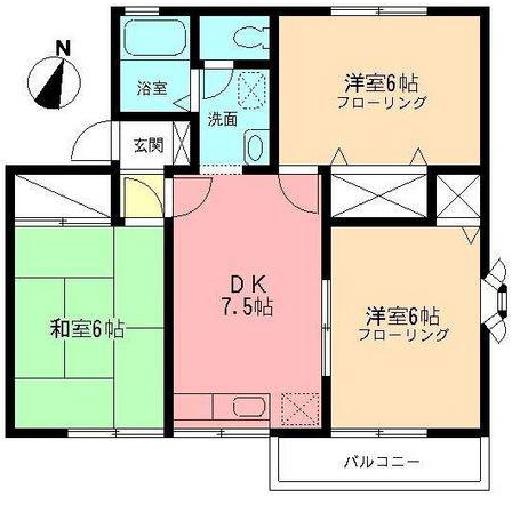 N
浴室
洗面
玄関
洋室6帖
フローリング
DK
7.5帖
和室6帖
洋室6帖
フローリング
バルコニー